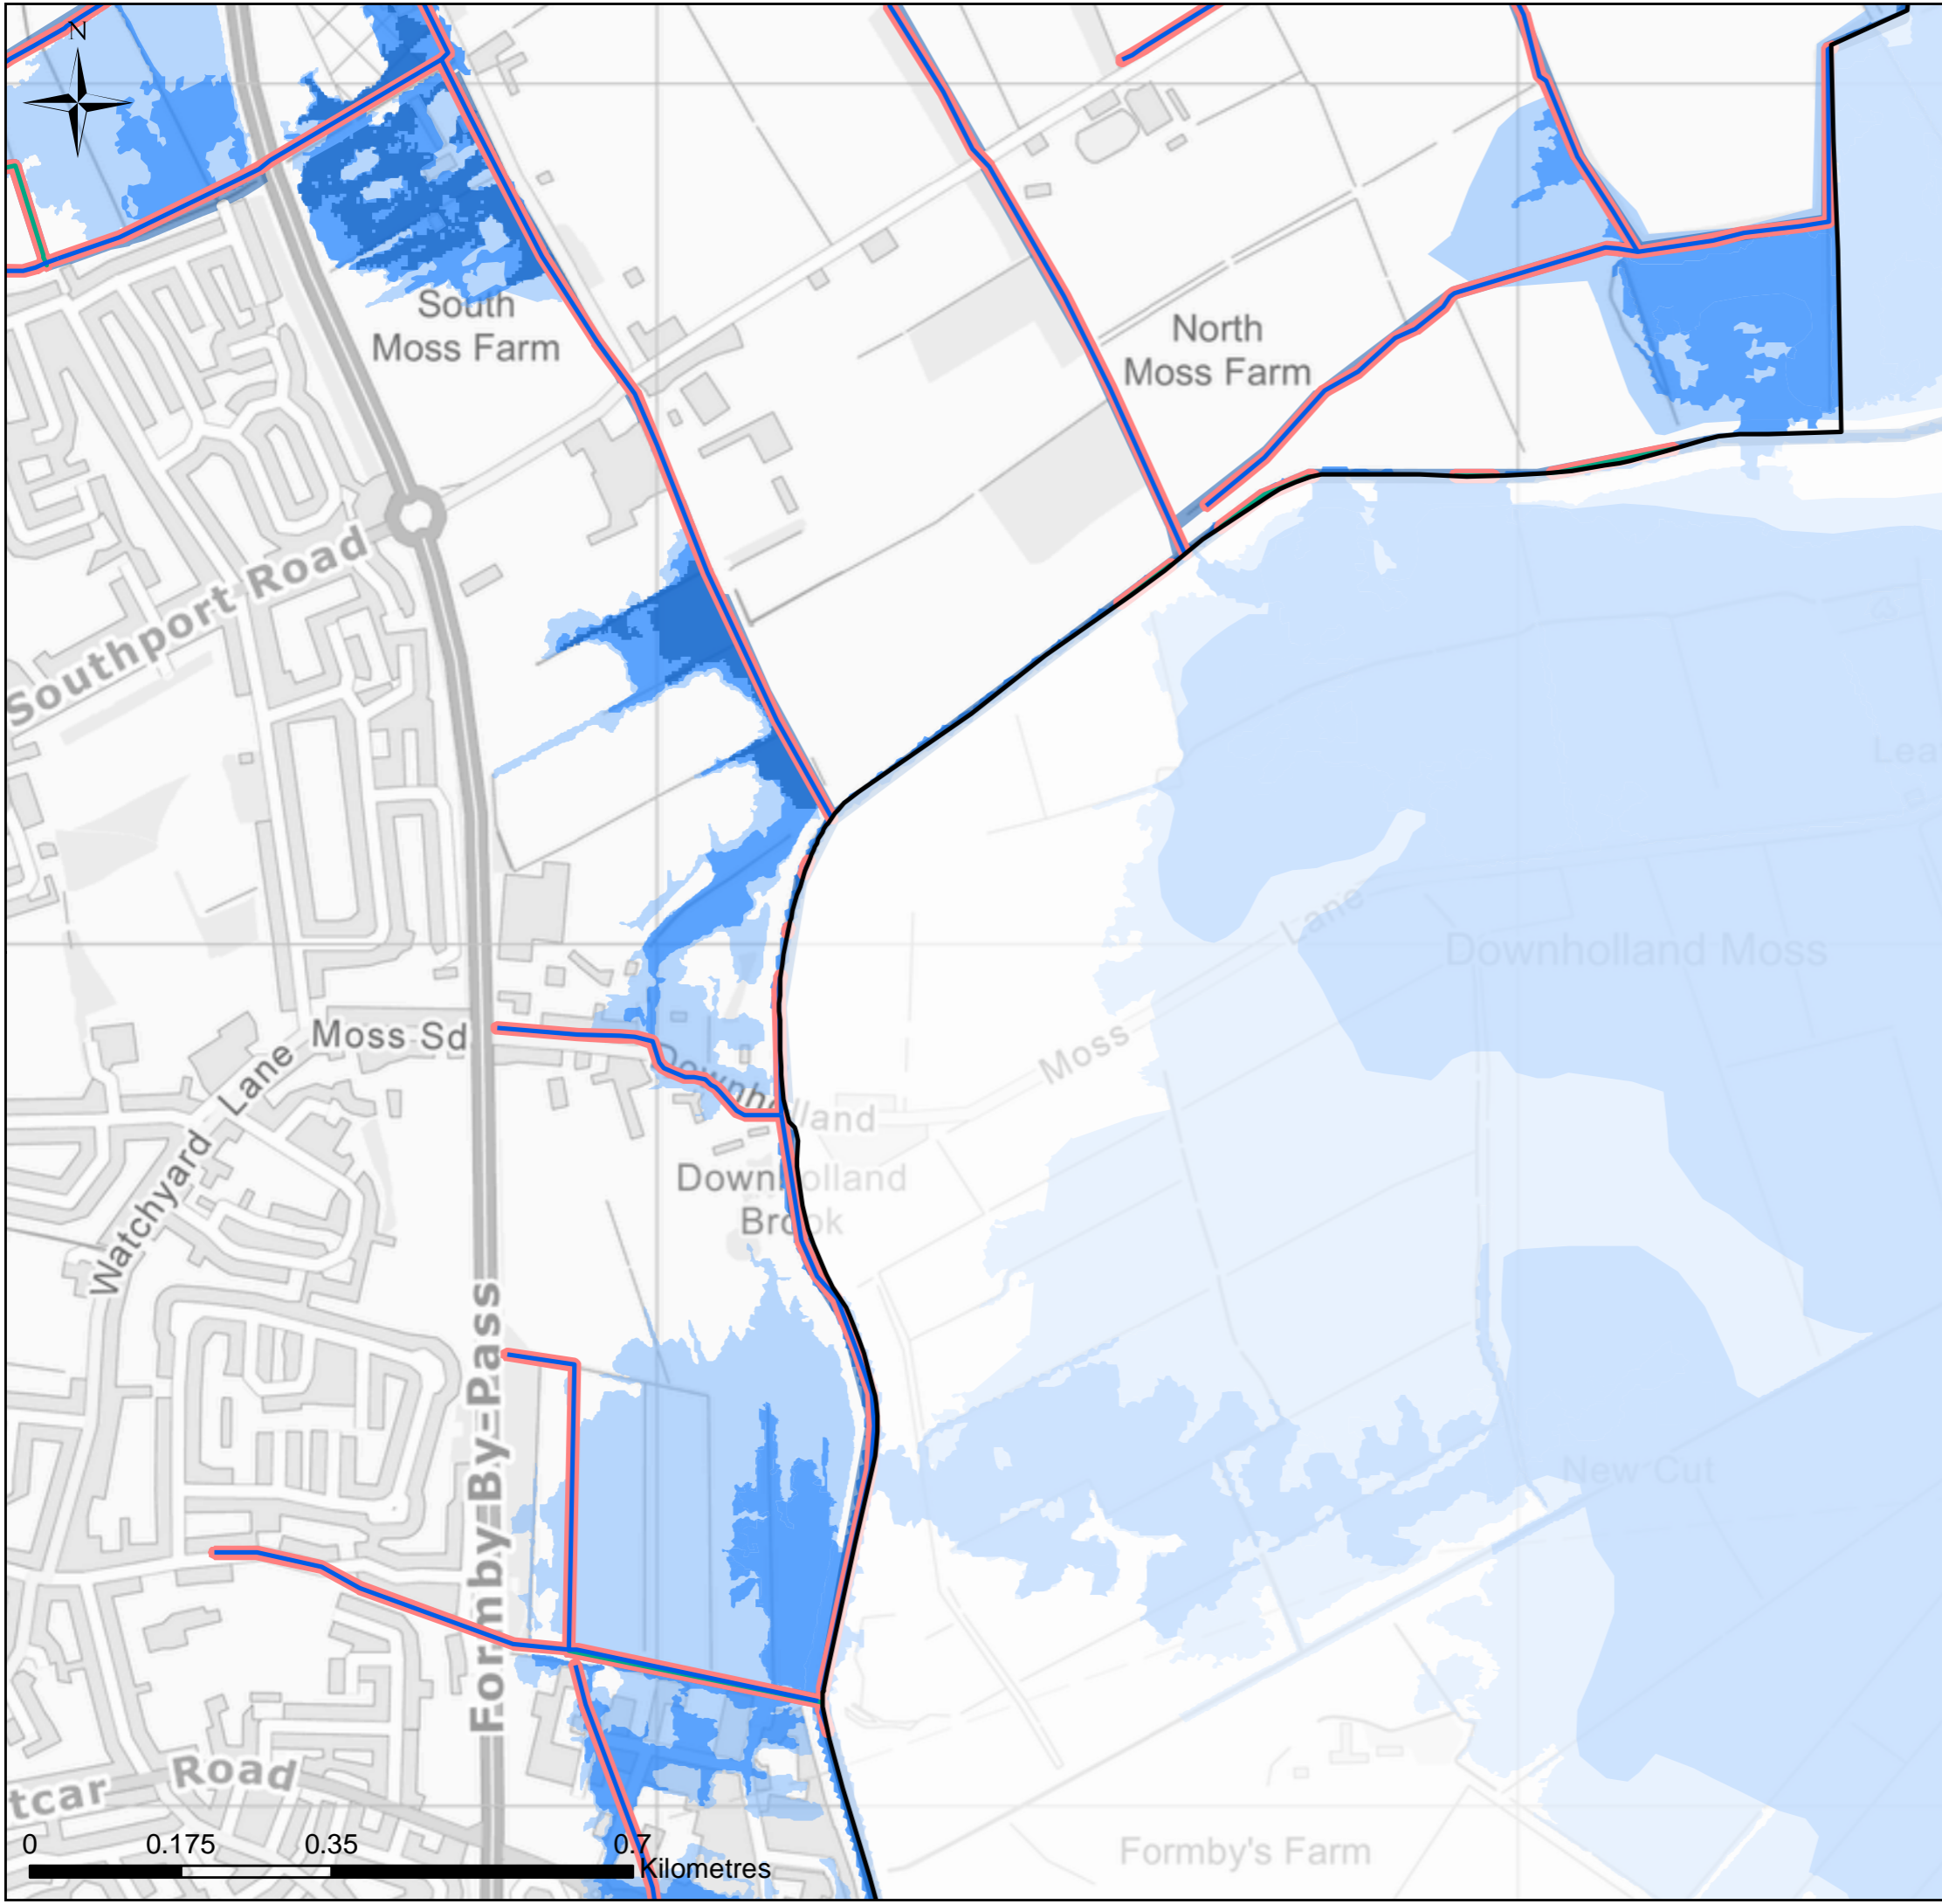 N
South
Moss Farm
North
Moss Farm
Southport Road
Lea
Lane
Downholland Moss
Moss Sd
Moss
Lane
Downholland
Watchyard
Downholland
Brook
Formby-By-Pass
New Cut
Road
tcar
Formby's Farm
0 0.175 0.35 0.7
Kilometres